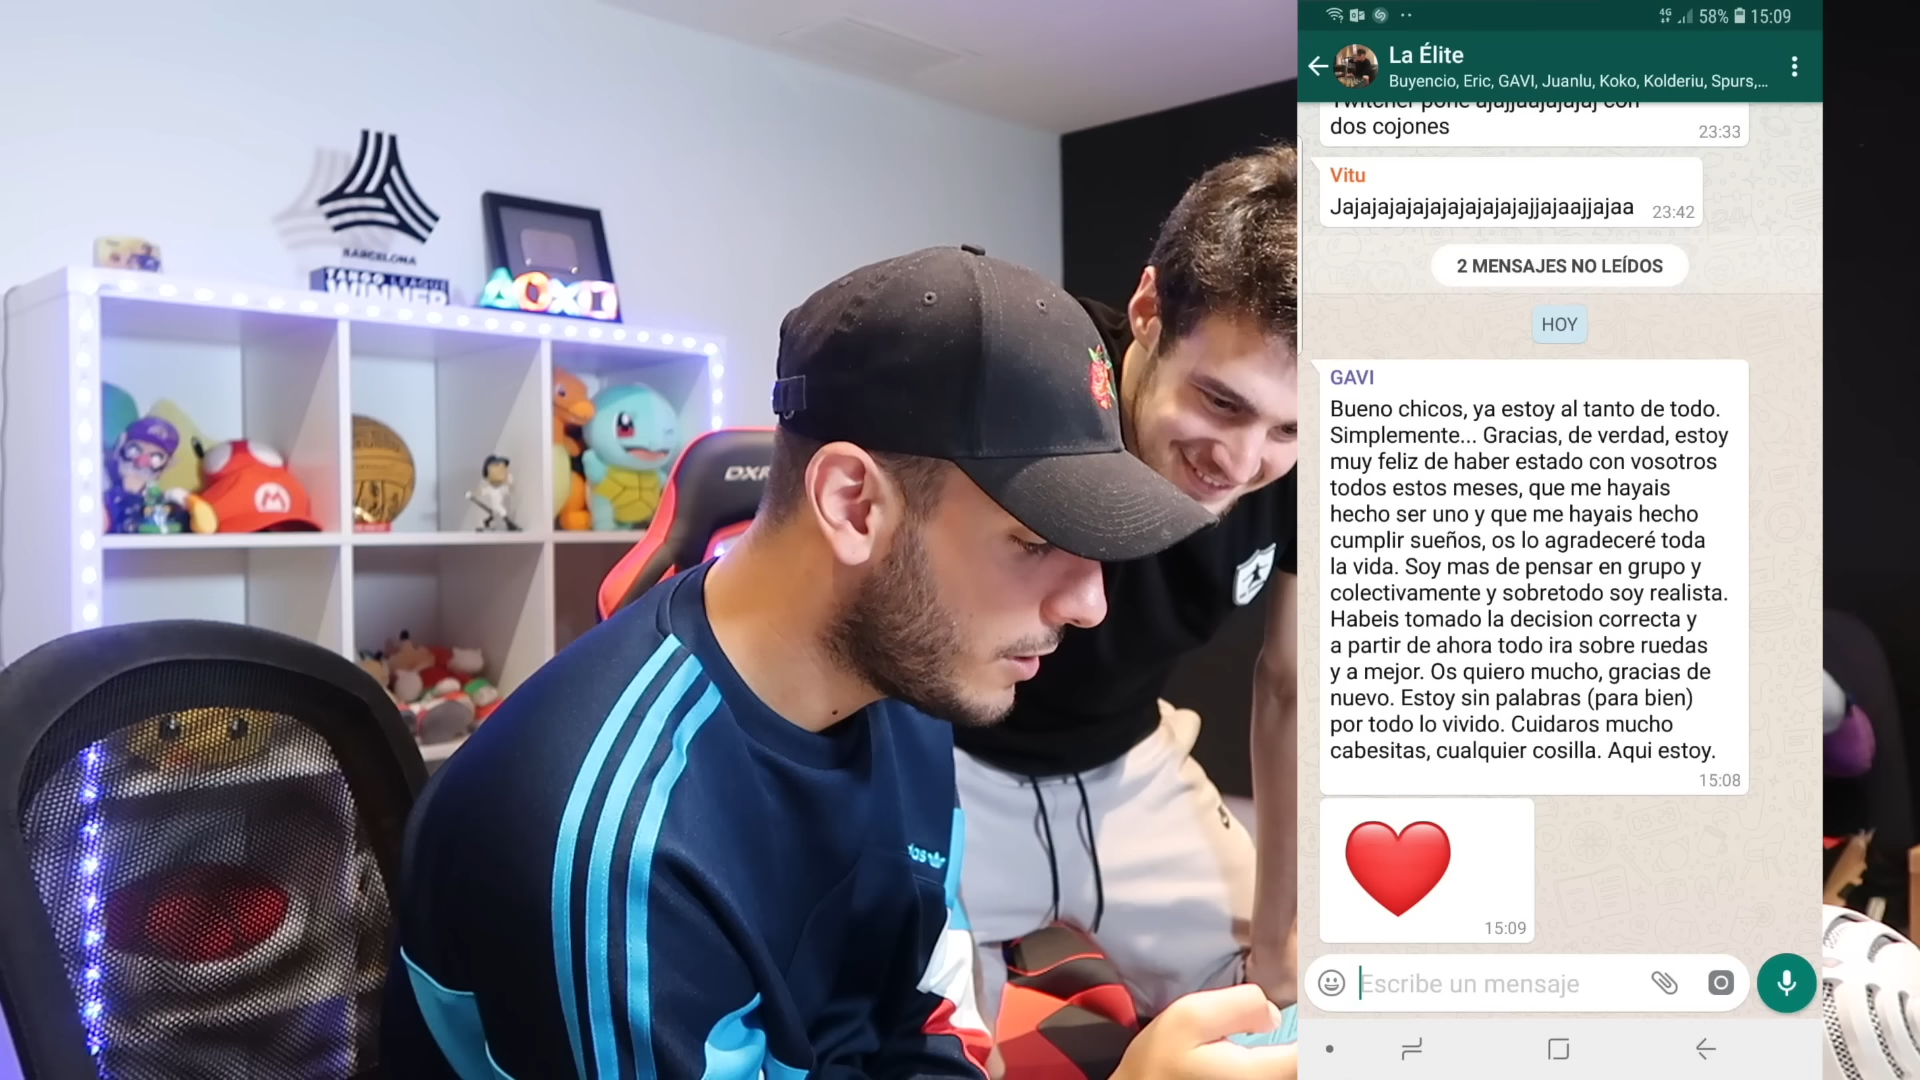 BARCELONA
TANGO LEAGUE
WINNER
DXR
M
4G 58% 15:09
La Élite
Buyencio, Eric, GAVI, Juanlu, Koko, Kolderiu, Spurs,...
dos cojones
23:33
Vitu
Jajajajajajajajajajajajjajaajjajaa 23:42
2 MENSAJES NO LEÍDOS
HOY
GAVI
Bueno chicos, ya estoy al tanto de todo.
Simplemente... Gracias, de verdad, estoy
muy feliz de haber estado con vosotros
todos estos meses, que me hayais
hecho ser uno y que me hayais hecho
cumplir sueños, os lo agradeceré toda
la vida. Soy mas de pensar en grupo y
colectivamente y sobretodo soy realista.
Habeis tomado la decision correcta y
a partir de ahora todo ira sobre ruedas
y a mejor. Os quiero mucho, gracias de
nuevo. Estoy sin palabras (para bien)
por todo lo vivido. Cuidaros mucho
cabesitas, cualquier cosilla. Aqui estoy.
15:08
15:09
Escribe un mensaje